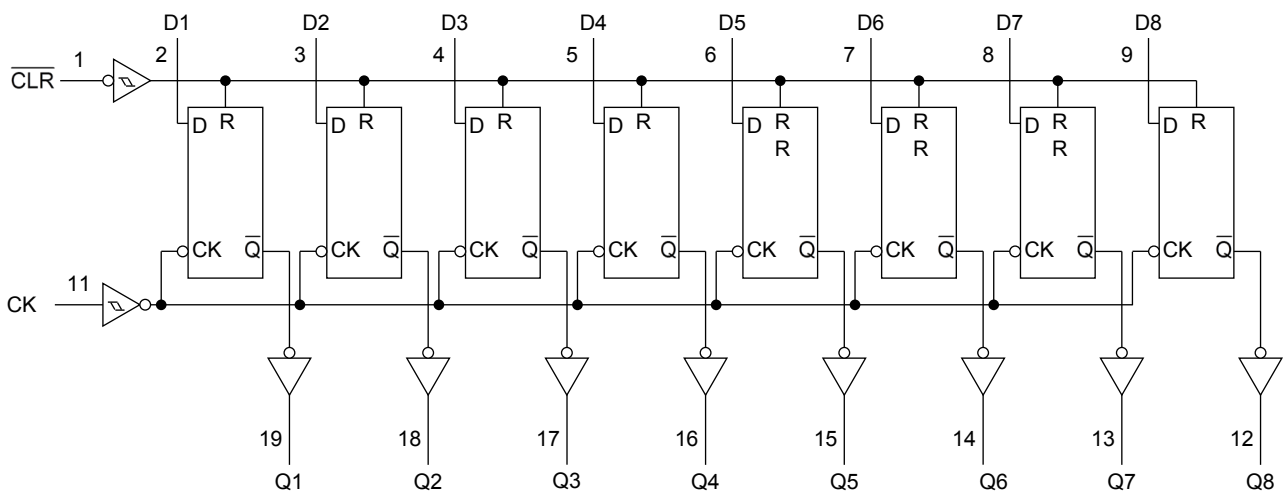 D1 D2 D3 D4 D5 D6 D7 D8
1 2 3 4 5 6 7 8 9
CLR
D R D R D R D R D R D R D R D R
R R R
CK Q CK Q CK Q CK Q CK Q CK Q CK Q CK Q
11
CK
19 18 17 16 15 14 13 12
Q1 Q2 Q3 Q4 Q5 Q6 Q7 Q8